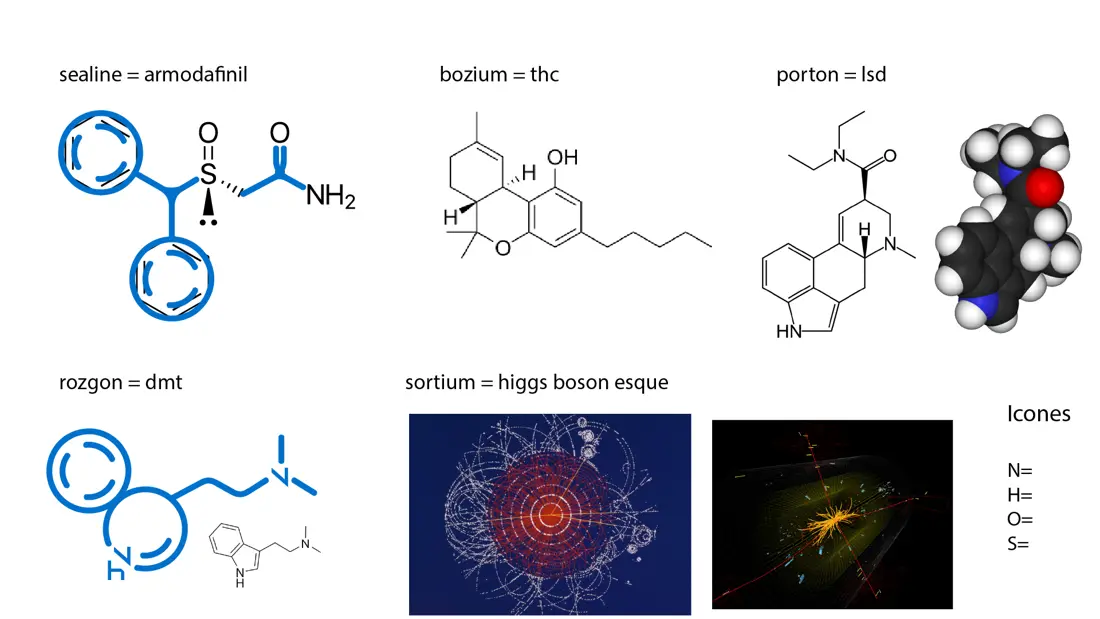 sealine = armodafinil
bozium = thc
porton = lsd
O
O
S
NH2
OH
H
H
O
N
O
H
N
HN
rozgon = dmt
sortium = higgs boson esque
Icones
N
N
H
N
N
H
N=
H=
O=
S=